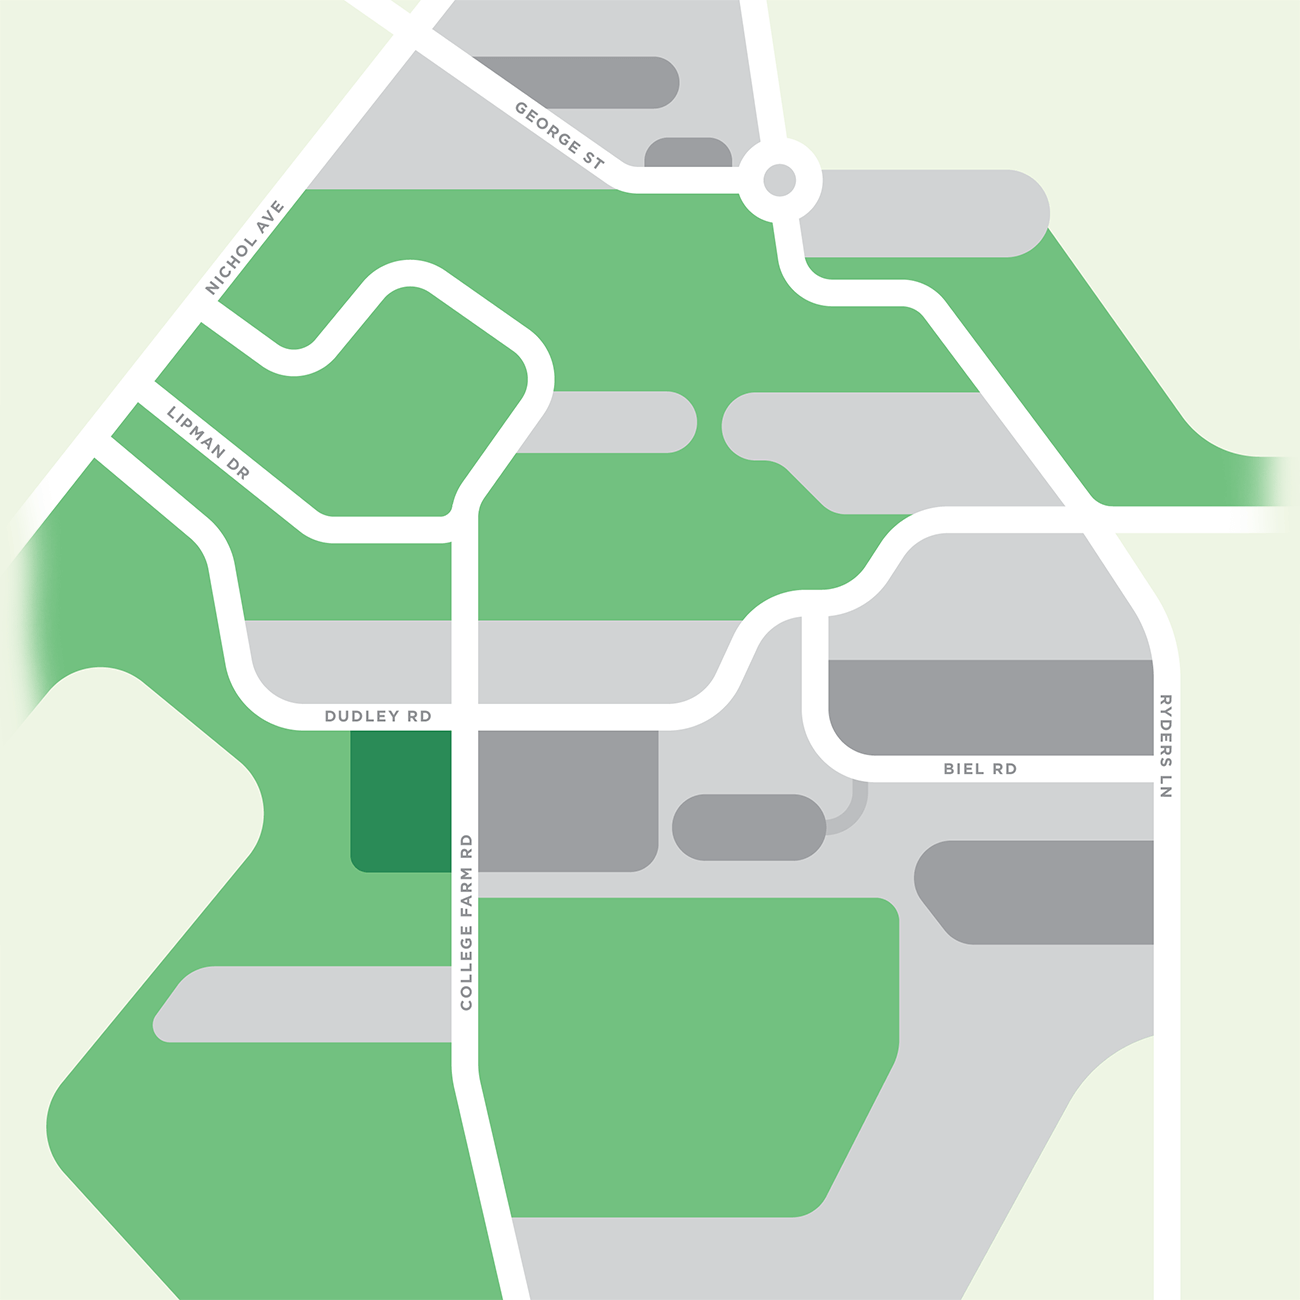 GEORGE ST
NICHOL AVE
LIPMAN DR
DUDLEY RD
RYDERS LN
BIEL RD
COLLEGE FARM RD